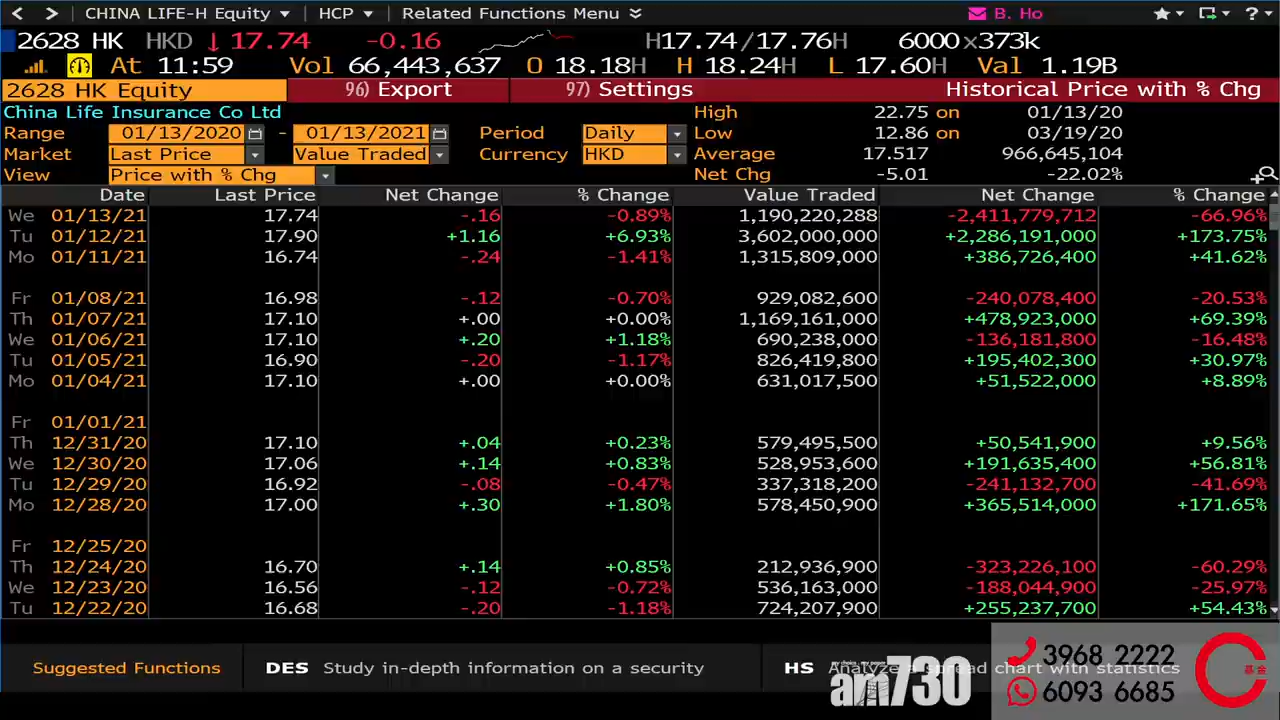 CHINA LIFE-H Equity HCP Related Functions Menu B. Ho ?
2628 HK HKD ↓ 17.74 -0.16 H17.74/17.76H 6000 x373k
At 11:59 Vol 66,443,637 O 18.18H H 18.24H L 17.60H Val 1.19B
2628 HK Equity 96) Export 97) Settings Historical Price with % Chg
China Life Insurance Co Ltd High 22.75 on 01/13/20
Range 01/13/2020 - 01/13/2021 Period Daily Low 12.86 on 03/19/20
Market Last Price Value Traded Currency HKD Average 17.517 966,645,104
View Price with % Chg Net Chg -5.01 -22.02%
Date Last Price Net Change % Change Value Traded Net Change % Change
We 01/13/21 17.74 -.16 -0.89% 1,190,220,288 -2,411,779,712 -66.96%
Tu 01/12/21 17.90 +1.16 +6.93% 3,602,000,000 +2,286,191,000 +173.75%
Mo 01/11/21 16.74 -.24 -1.41% 1,315,809,000 +386,726,400 +41.62%
Fr 01/08/21 16.98 -.12 -0.70% 929,082,600 -240,078,400 -20.53%
Th 01/07/21 17.10 +.00 +0.00% 1,169,161,000 +478,923,000 +69.39%
We 01/06/21 17.10 +.20 +1.18% 690,238,000 -136,181,800 -16.48%
Tu 01/05/21 16.90 -.20 -1.17% 826,419,800 +195,402,300 +30.97%
Mo 01/04/21 17.10 +.00 +0.00% 631,017,500 +51,522,000 +8.89%
Fr 01/01/21
Th 12/31/20 17.10 +.04 +0.23% 579,495,500 +50,541,900 +9.56%
We 12/30/20 17.06 +.14 +0.83% 528,953,600 +191,635,400 +56.81%
Tu 12/29/20 16.92 -.08 -0.47% 337,318,200 -241,132,700 -41.69%
Mo 12/28/20 17.00 +.30 +1.80% 578,450,900 +365,514,000 +171.65%
Fr 12/25/20
Th 12/24/20 16.70 +.14 +0.85% 212,936,900 -323,226,100 -60.29%
We 12/23/20 16.56 -.12 -0.72% 536,163,000 -188,044,900 -25.97%
Tu 12/22/20 16.68 -.20 -1.18% 724,207,900 +255,237,700 +54.43%
Suggested Functions DES Study in-depth information on a security HS Analyze a spread chart with statistics
am730
3968 2222
6093 6685
基金